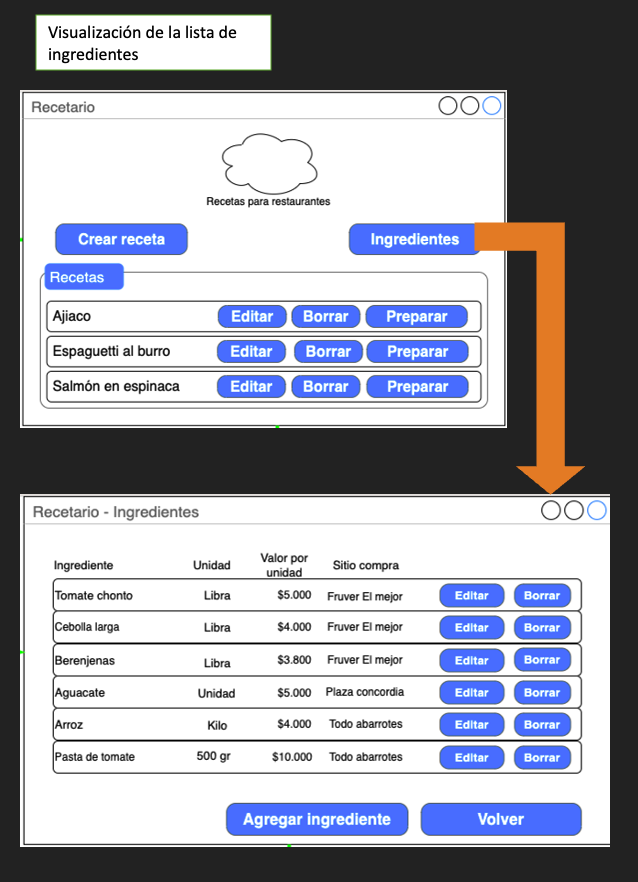 Visualización de la lista de
ingredientes
Recetario
Recetas para restaurantes
Crear receta
Ingredientes
Recetas
Ajiaco Editar Borrar Preparar
Espaguetti al burro Editar Borrar Preparar
Salmón en espinaca Editar Borrar Preparar
Recetario - Ingredientes
Ingrediente Unidad Valor por unidad Sitio compra
Tomate chonto Libra $5.000 Fruver El mejor Editar Borrar
Cebolla larga Libra $4.000 Fruver El mejor Editar Borrar
Berenjenas Libra $3.800 Fruver El mejor Editar Borrar
Aguacate Unidad $5.000 Plaza concordia Editar Borrar
Arroz Kilo $4.000 Todo abarrotes Editar Borrar
Pasta de tomate 500 gr $10.000 Todo abarrotes Editar Borrar
Agregar ingrediente Volver